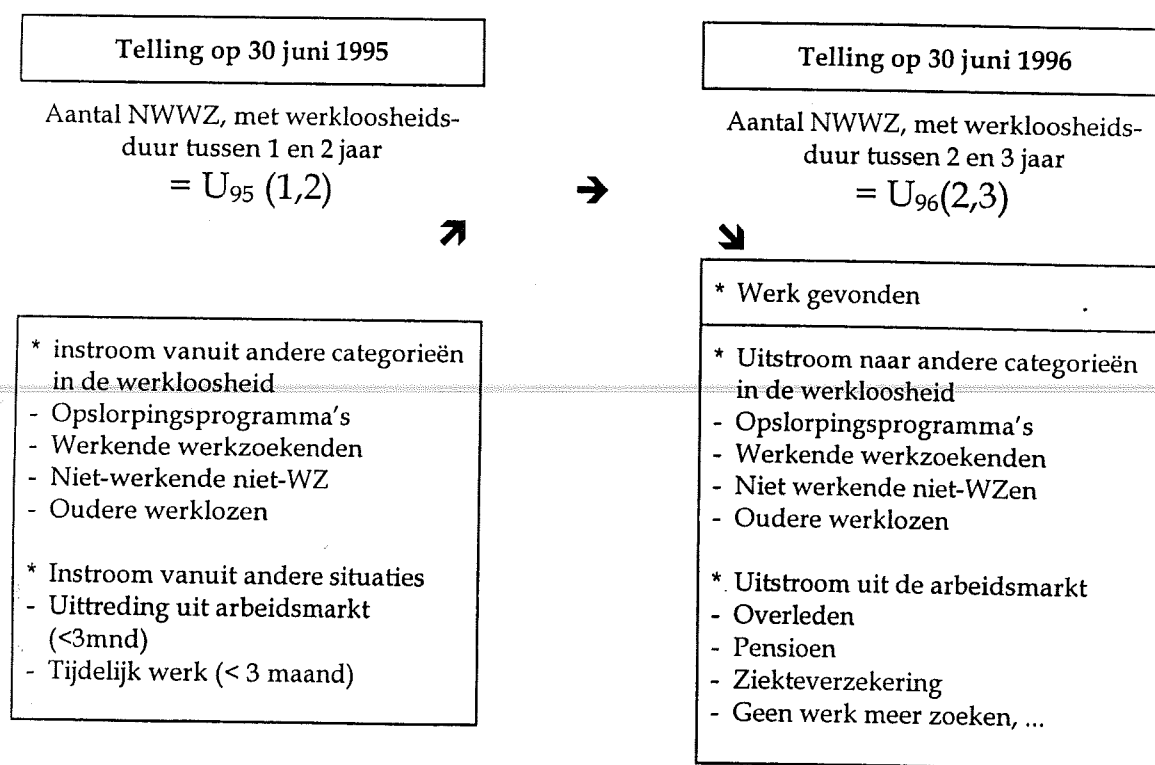 Telling op 30 juni 1995
Aantal NWWZ, met werkloosheids-
duur tussen 1 en 2 jaar
= U95 (1,2)
* instroom vanuit andere categorieën
in de werkloosheid
- Opslorpingsprogramma's
- Werkende werkzoekenden
- Niet-werkende niet-WZ
- Oudere werklozen
* Instroom vanuit andere situaties
- Uittreding uit arbeidsmarkt
(<3mnd)
- Tijdelijk werk (< 3 maand)
Telling op 30 juni 1996
Aantal NWWZ, met werkloosheids-
duur tussen 2 en 3 jaar
= U96(2,3)
* Werk gevonden
* Uitstroom naar andere categorieën
in de werkloosheid
- Opslorpingsprogramma's
- Werkende werkzoekenden
- Niet werkende niet-WZen
- Oudere werklozen
* Uitstroom uit de arbeidsmarkt
- Overleden
- Pensioen
- Ziekteverzekering
- Geen werk meer zoeken, ...